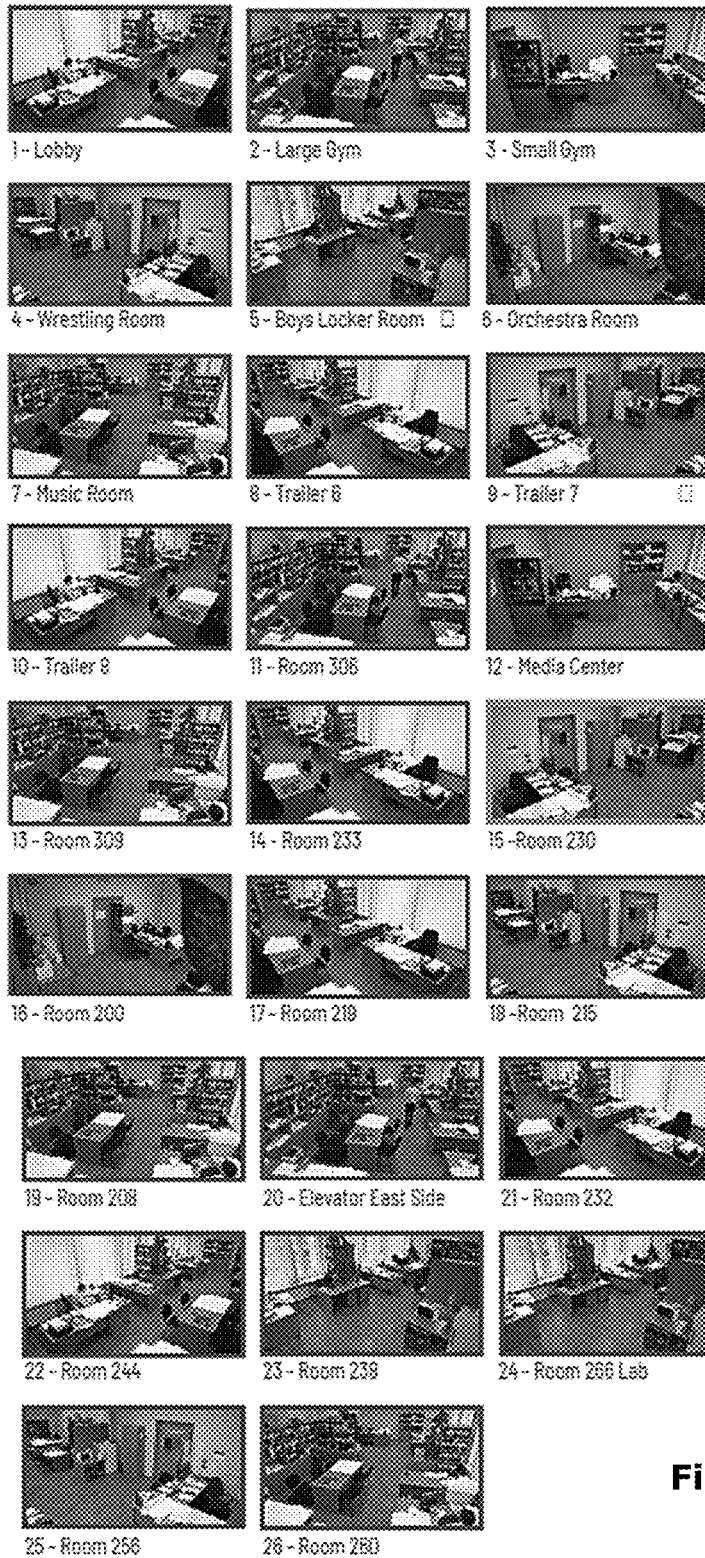 1 - Lobby
2 - Large Gym
3 - Small Gym
4 - Wrestling Room
5 - Boys Locker Room
6 - Orchestra Room
7 - Music Room
8 - Trailer 6
9 - Trailer 7
10 - Trailer 9
11 - Room 306
12 - Media Center
13 - Room 309
14 - Room 233
15 -Room 230
16 - Room 200
17 - Room 219
18 -Room 215
19 - Room 208
20 - Elevator East Side
21 - Room 232
22 - Room 244
23 - Room 239
24 - Room 266 Lab
25 - Room 256
26 - Room 260
Fi